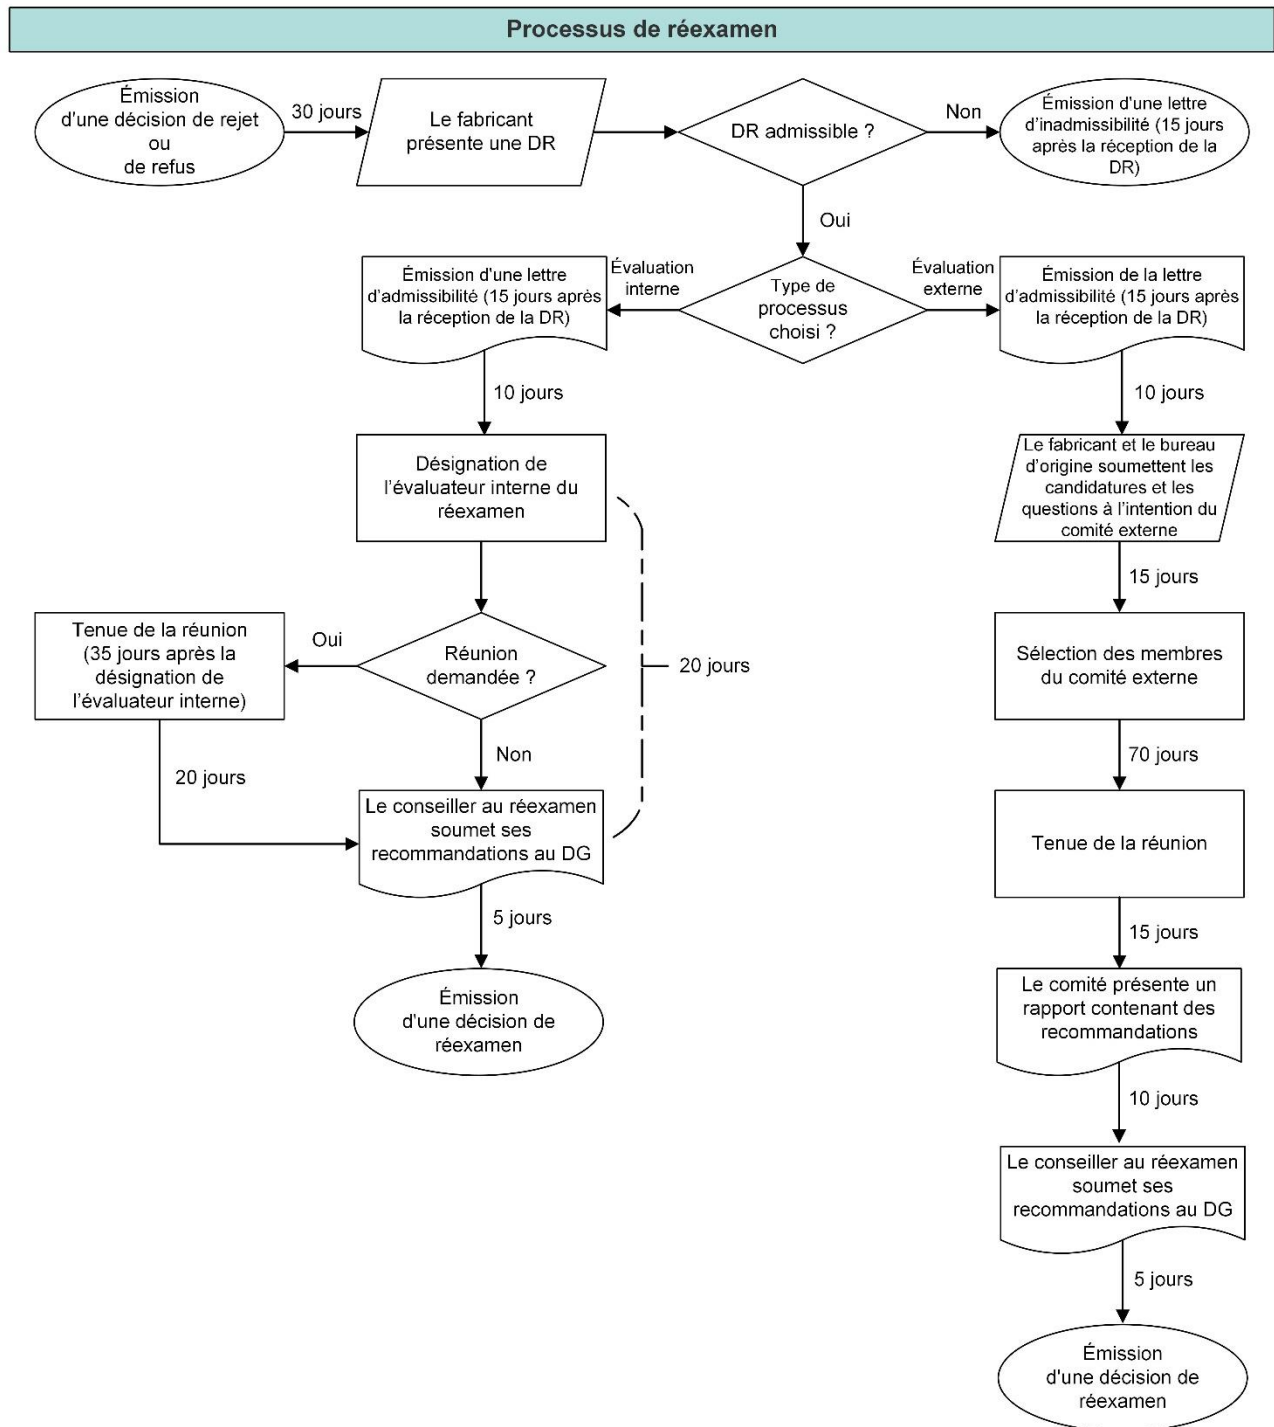 Processus de réexamen
Émission
d'une décision de rejet
ou
de refus
30 jours
Le fabricant
présente une DR
DR admissible ?
Non
Émission d'une lettre
d'inadmissibilité (15 jours
après la réception de la
DR)
Oui
Émission d'une lettre
d'admissibilité (15 jours après
la réception de la DR)
Évaluation
interne
Type de
processus
choisi ?
Évaluation
externe
Émission de la lettre
d'admissibilité (15 jours après
la réception de la DR)
10 jours
10 jours
Désignation de
l'évaluateur interne du
réexamen
Le fabricant et le bureau
d'origine soumettent les
candidatures et les
questions à l'intention du
comité externe
15 jours
Tenue de la réunion
(35 jours après la
désignation de
l'évaluateur interne)
Oui
Réunion
demandée ?
20 jours
Sélection des membres
du comité externe
Non
70 jours
20 jours
Le conseiller au réexamen
soumet ses
recommandations au DG
Tenue de la réunion
5 jours
15 jours
Émission
d'une décision de
réexamen
Le comité présente un
rapport contenant des
recommandations
10 jours
Le conseiller au réexamen
soumet ses
recommandations au DG
5 jours
Émission
d'une décision de
réexamen